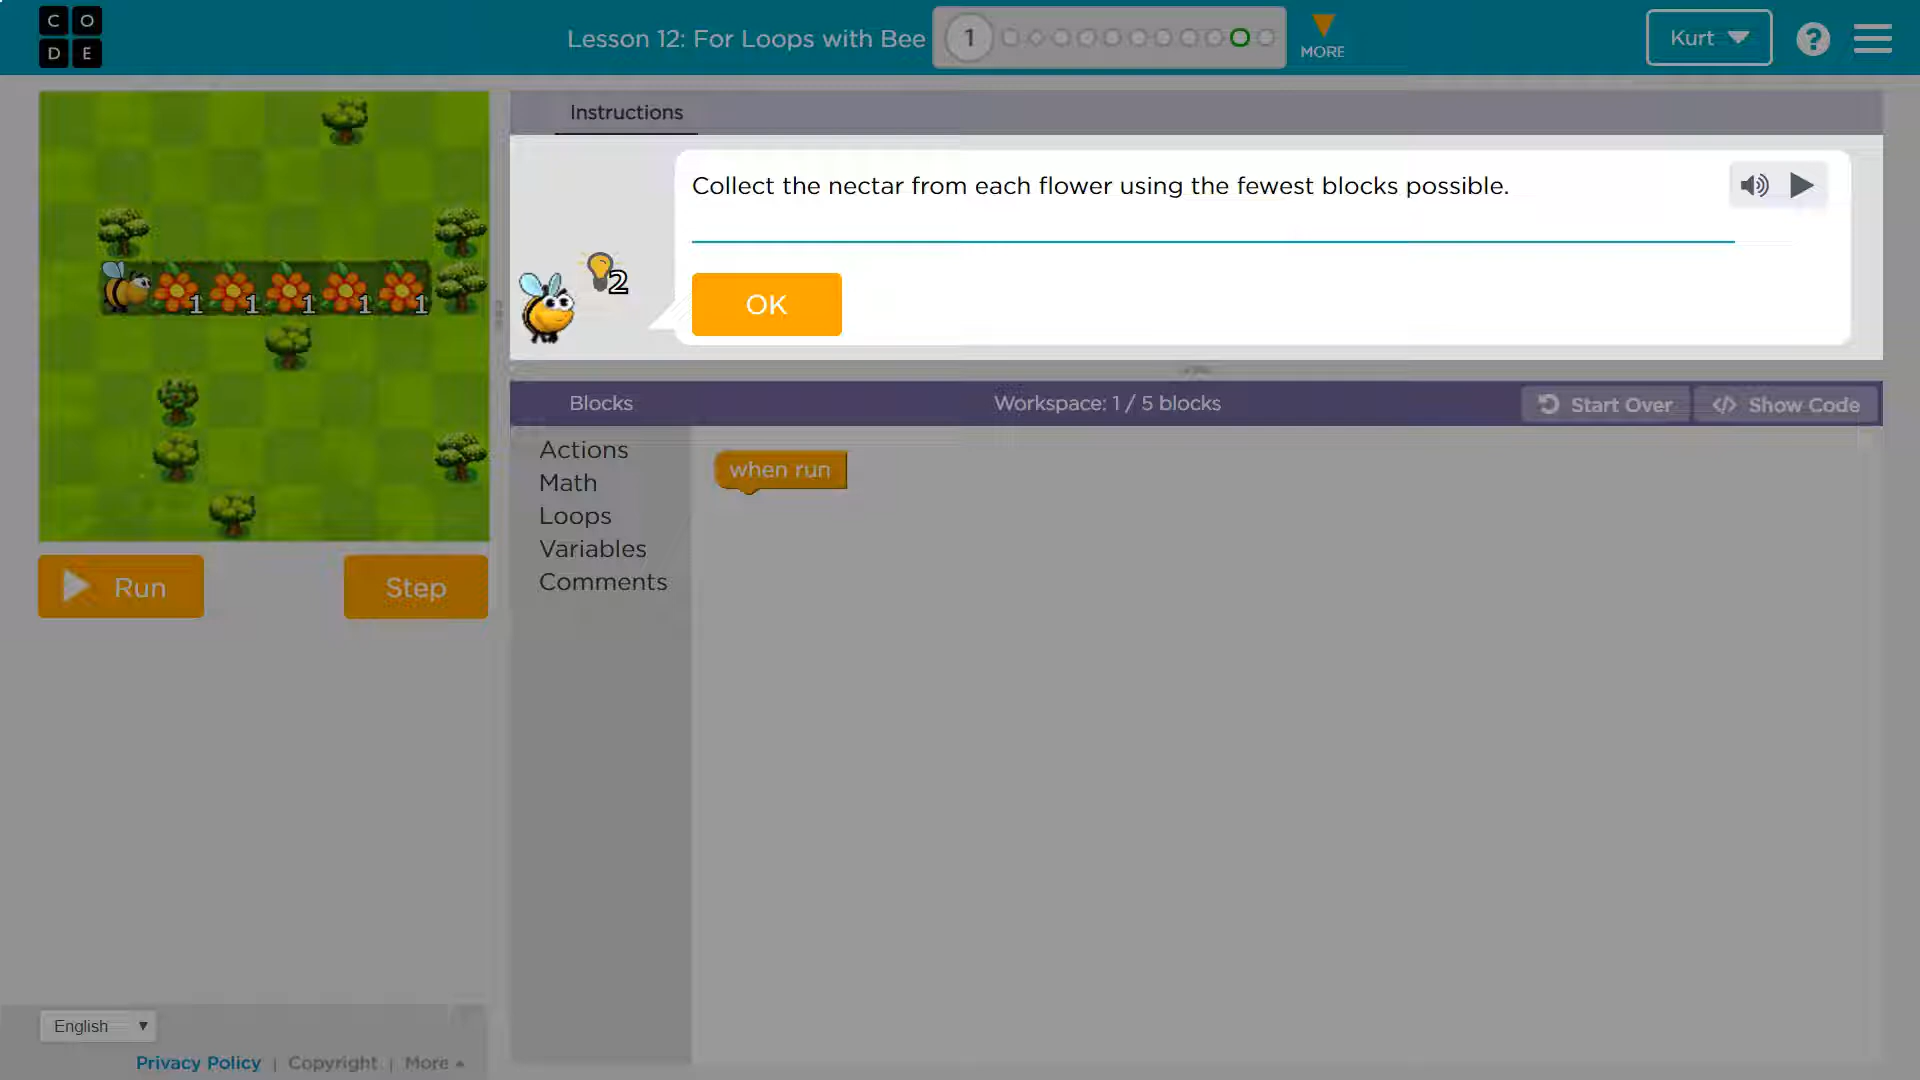 C O
D E
Lesson 12: For Loops with Bee
1
MORE
Kurt
?
Instructions
Collect the nectar from each flower using the fewest blocks possible.
2
OK
1 1 1 1 1
Blocks
Workspace: 1 / 5 blocks
Start Over
</> Show Code
Actions
Math
Loops
Variables
Comments
when run
Run
Step
English
Privacy Policy | Copyright | More